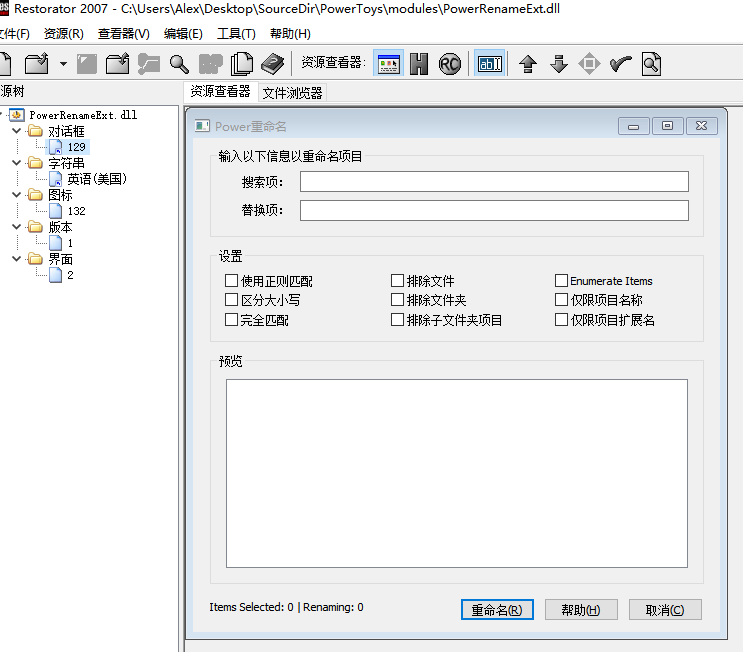 Restorator 2007 - C:\Users\Alex\Desktop\SourceDir\PowerToys\modules\PowerRenameExt.dll
文件(F) 资源(R) 查看器(V) 编辑(E) 工具(T) 帮助(H)
资源查看器:
源树
资源查看器 文件浏览器
PowerRenameExt.dll
对话框
129
字符串
英语(美国)
图标
132
版本
1
界面
2
Power重命名
输入以下信息以重命名项目
搜索项:
替换项:
设置
使用正则匹配 排除文件 Enumerate Items
区分大小写 排除文件夹 仅限项目名称
完全匹配 排除子文件夹项目 仅限项目扩展名
预览
Items Selected: 0 | Renaming: 0
重命名(R) 帮助(H) 取消(C)